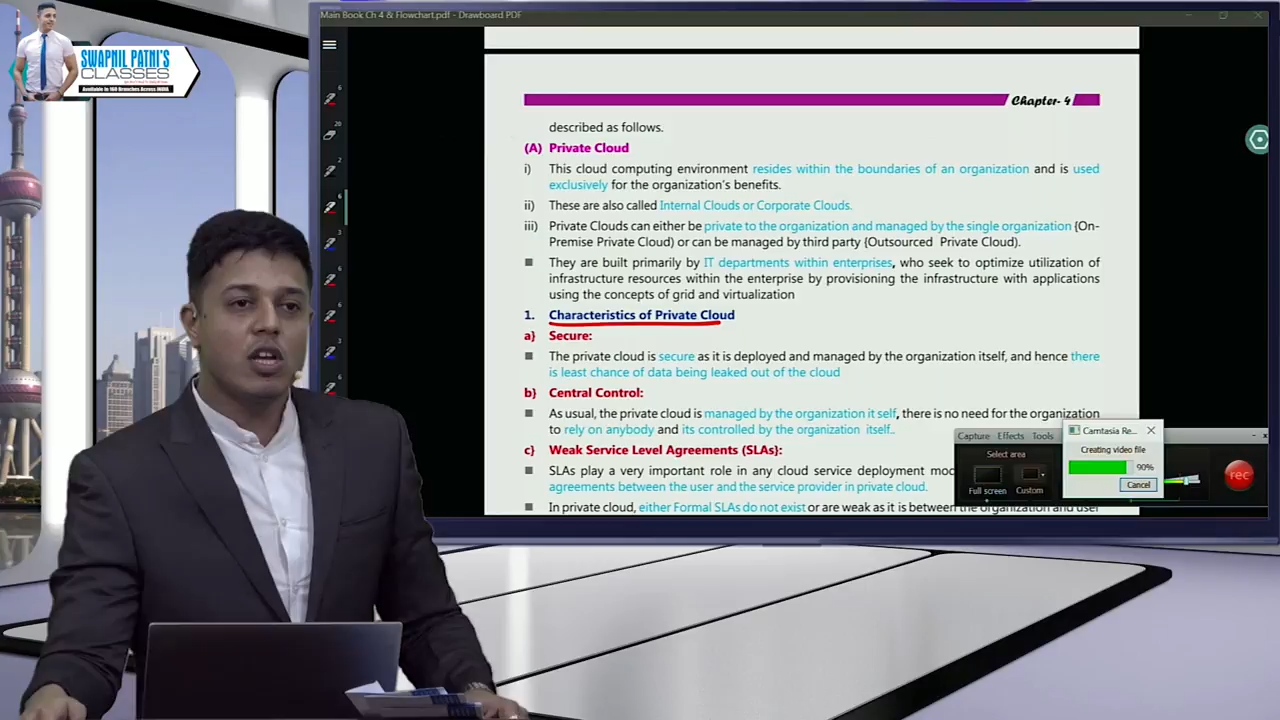 Main Book Ch 4 & Flowchart.pdf - Drawboard PDF
SWAPNIL PATNI'S
CLASSES
Available In 160 Branches Across INDIA
Chapter- 4
described as follows.
(A) Private Cloud
i) This cloud computing environment resides within the boundaries of an organization and is used
exclusively for the organization's benefits.
ii) These are also called Internal Clouds or Corporate Clouds.
iii) Private Clouds can either be private to the organization and managed by the single organization {On-
Premise Private Cloud) or can be managed by third party {Outsourced Private Cloud).
■ They are built primarily by IT departments within enterprises, who seek to optimize utilization of
infrastructure resources within the enterprise by provisioning the infrastructure with applications
using the concepts of grid and virtualization
1. Characteristics of Private Cloud
a} Secure:
■ The private cloud is secure as it is deployed and managed by the organization itself, and hence there
is least chance of data being leaked out of the cloud
b} Central Control:
■ As usual, the private cloud is managed by the organization it self, there is no need for the organization
to rely on anybody and its controlled by the organization itself..
c} Weak Service Level Agreements (SLAs}:
■ SLAs play a very important role in any cloud service deployment
agreements between the user and the service provider in private cloud.
■ In private cloud, either Formal SLAs do not exist or are weak as it is between the organization and user
Capture Effects Tools
Select area
Full screen
Custom
rec
Camtasia Re...
Creating video file
90%
Cancel